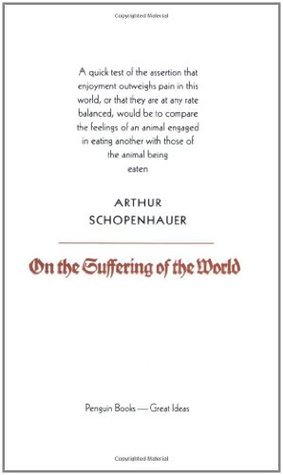 Copyrighted Material
A quick test of the assertion that
enjoyment outweighs pain in this
world, or that they are at any rate
balanced, would be to compare
the feelings of an animal engaged
in eating another with those of
the animal being
eaten
ARTHUR
SCHOPENHAUER
On the Suffering of the World
Penguin Books — Great Ideas
Copyrighted Material